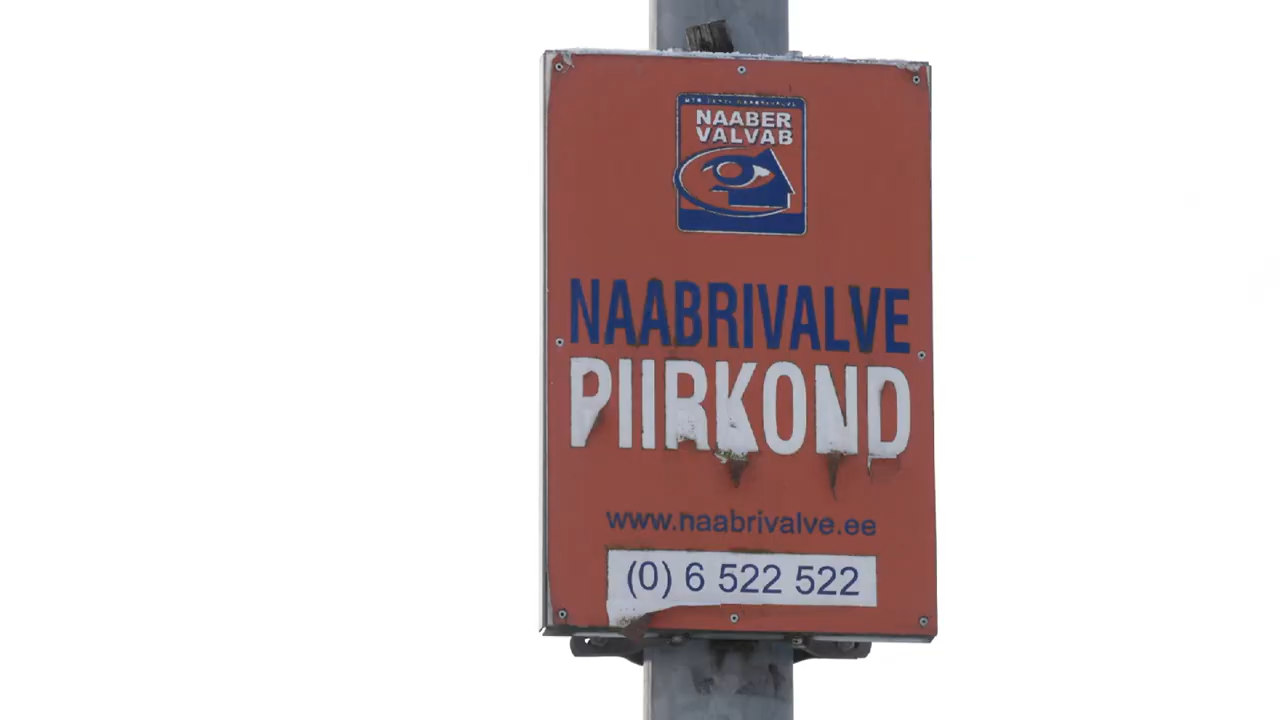 NAABER
VALVAB
NAABRIVALVE
PIIRKOND
www.naabrivalve.ee
(0) 6 522 522